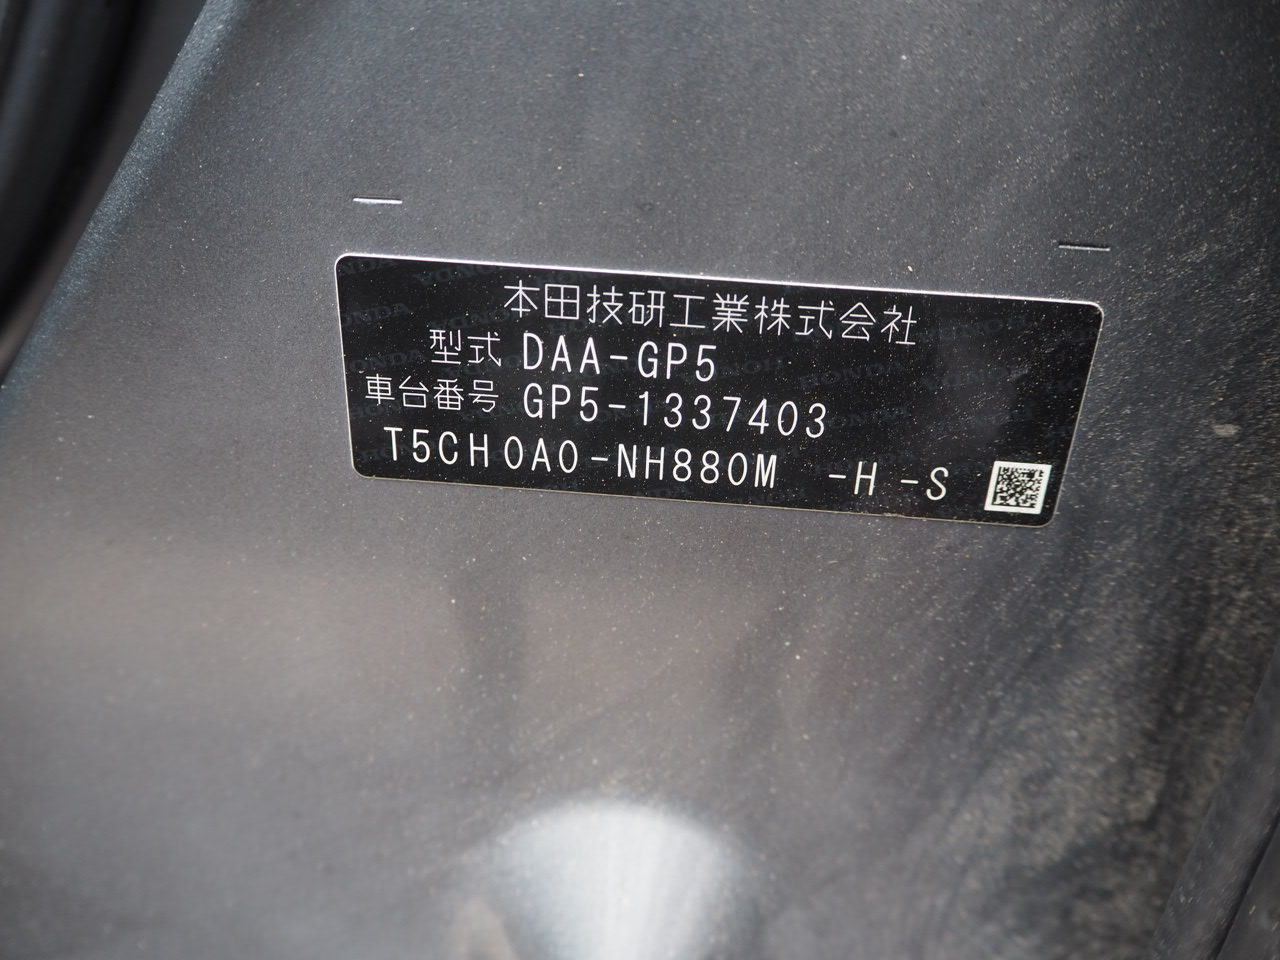 本田技研工業株式会社
型式 DAA-GP5
車台番号 GP5-1337403
T5CH0A0-NH880M -H -S